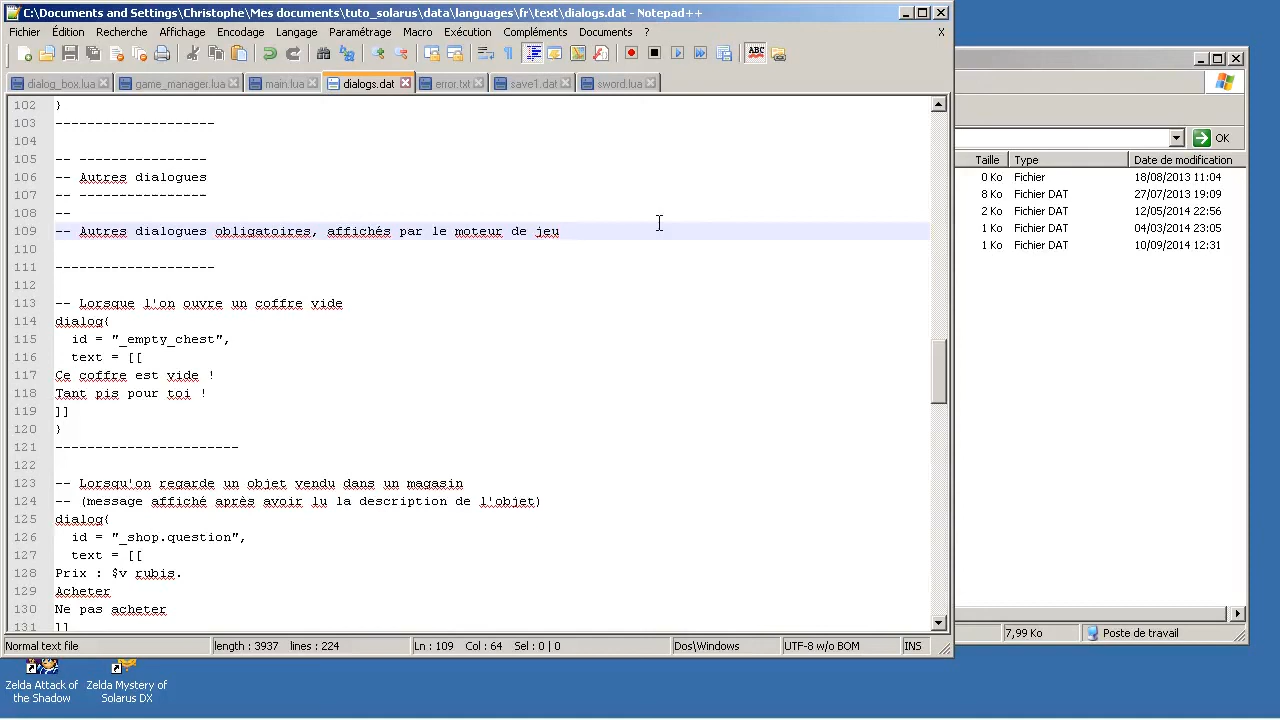 C:\Documents and Settings\Christophe\Mes documents\tuto_solarus\data\languages\fr\text\dialogs.dat - Notepad++
Fichier Édition Recherche Affichage Encodage Langage Paramétrage Macro Exécution Compléments Documents ? X
ABC
dialog_box.lua game_manager.lua main.lua dialogs.dat error.txt save1.dat sword.lua
102 }
103 --------------------
104
105 -- ----------------
106 -- Autres dialogues
107 -- ----------------
108 --
109 -- Autres dialogues obligatoires, affichés par le moteur de jeu
110
111 --------------------
112
113 -- Lorsque l'on ouvre un coffre vide
114 dialog{
115   id = "_empty_chest",
116   text = [[
117 Ce coffre est vide !
118 Tant pis pour toi !
119 ]]
120 }
121 -----------------------
122
123 -- Lorsqu'on regarde un objet vendu dans un magasin
124 -- (message affiché après avoir lu la description de l'objet)
125 dialog{
126   id = "_shop.question",
127   text = [[
128 Prix : $v rubis.
129 Acheter
130 Ne pas acheter
131 ]]
Normal text file length : 3937 lines : 224 Ln : 109 Col : 64 Sel : 0 | 0 Dos\Windows UTF-8 w/o BOM INS
OK
Taille Type Date de modification
0 Ko Fichier 18/08/2013 11:04
8 Ko Fichier DAT 27/07/2013 19:09
2 Ko Fichier DAT 12/05/2014 22:56
1 Ko Fichier DAT 04/03/2014 23:05
1 Ko Fichier DAT 10/09/2014 12:31
7,99 Ko Poste de travail
Zelda Attack of
the Shadow
Zelda Mystery of
Solarus DX